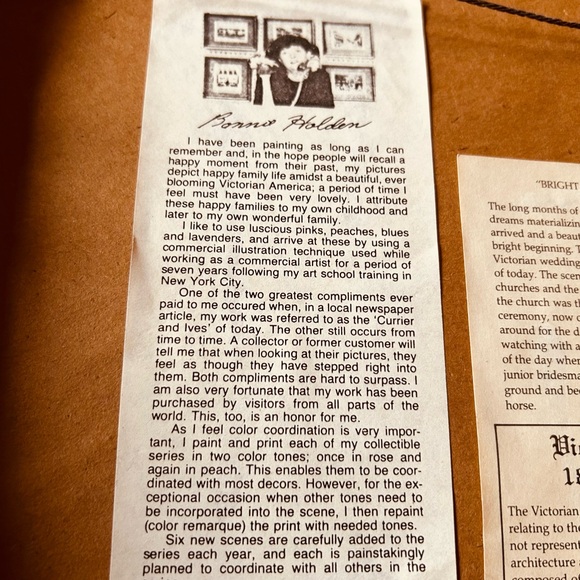 Bonnie Holden
I have been painting as long as I can
remember and, in the hope people will recall a
happy moment from their past, my pictures
depict happy family life amidst a beautiful, ever
blooming Victorian America; a period of time I
feel must have been very lovely. I attribute
these happy families to my own childhood and
later to my own wonderful family.
I like to use luscious pinks, peaches, blues
and lavenders, and arrive at these by using a
commercial illustration technique used while
working as a commercial artist for a period of
seven years following my art school training in
New York City.
One of the two greatest compliments ever
paid to me occured when, in a local newspaper
article, my work was referred to as the 'Currier
and Ives' of today. The other still occurs from
time to time. A collector or former customer will
tell me that when looking at their pictures, they
feel as though they have stepped right into
them. Both compliments are hard to surpass. I
am also very fortunate that my work has been
purchased by visitors from all parts of the
world. This, too, is an honor for me.
As I feel color coordination is very impor-
tant, I paint and print each of my collectible
series in two color tones; once in rose and
again in peach. This enables them to be coor-
dinated with most decors. However, for the ex-
ceptional occasion when other tones need to
be incorporated into the scene, I then repaint
(color remarque) the print with needed tones.
Six new scenes are carefully added to the
series each year, and each is painstakingly
planned to coordinate with all others in the
"BRIGHT
The long months of
dreams materializin
arrived and a beau
bright beginning. T
Victorian wedding
of today. The scen
churches and the
the church was th
ceremony, now c
around for the d
watching with a
of the day when
junior bridesma
ground and be
horse.
Vi
18
The Victorian
relating to the
not represent
architecture
composed of